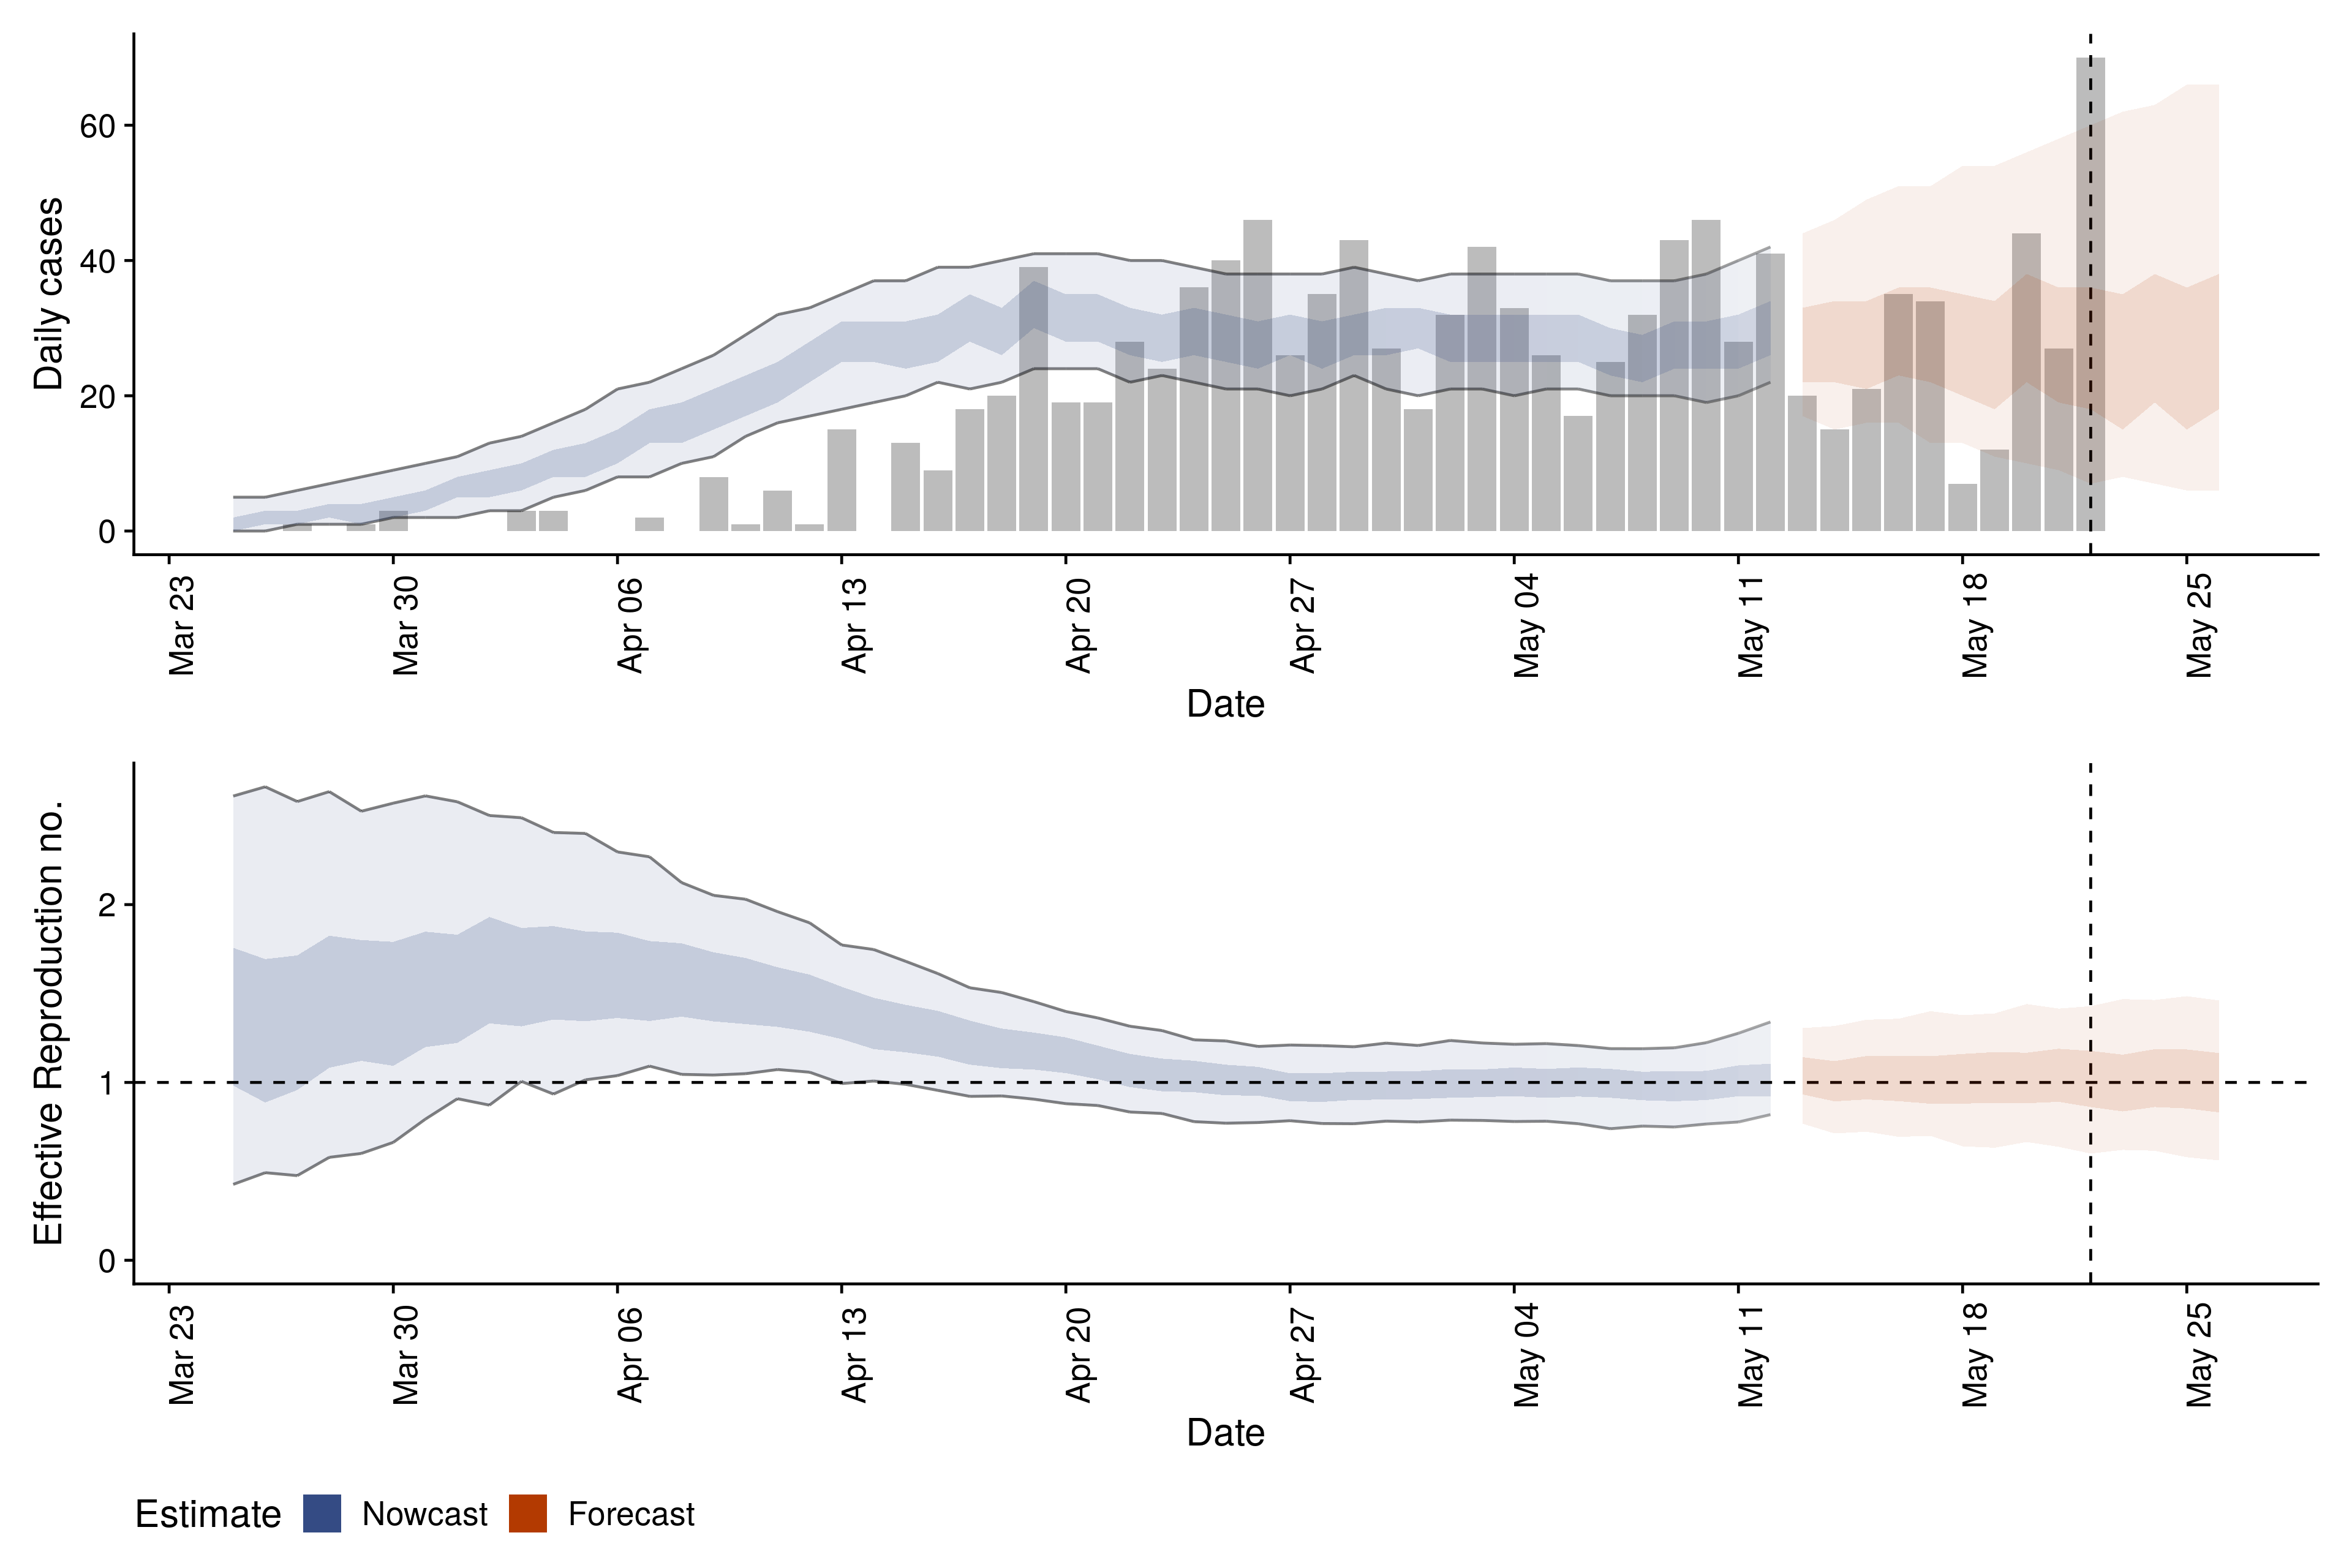 Daily cases
60
40
20
0
Mar 23
Mar 30
Apr 06
Apr 13
Apr 20
Apr 27
May 04
May 11
May 18
May 25
Date
Effective Reproduction no.
2
1
0
Mar 23
Mar 30
Apr 06
Apr 13
Apr 20
Apr 27
May 04
May 11
May 18
May 25
Date
Estimate Nowcast Forecast